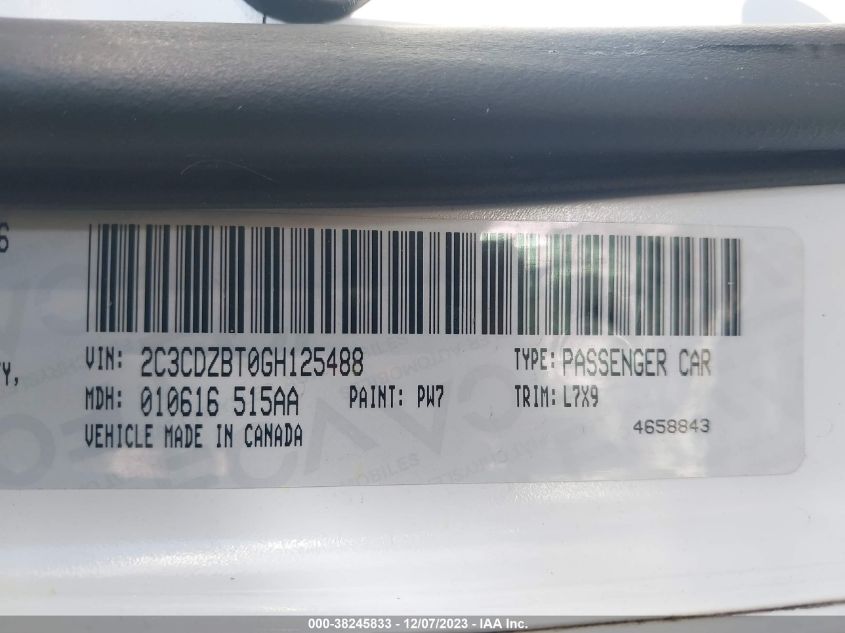 6
VIN: 2C3CDZBT0GH125488 TYPE: PASSENGER CAR
Y,
MDH: 010616 515AA PAINT: PW7 TRIM: L7X9
VEHICLE MADE IN CANADA 4658843
000-38245833 - 12/07/2023 - IAA Inc.